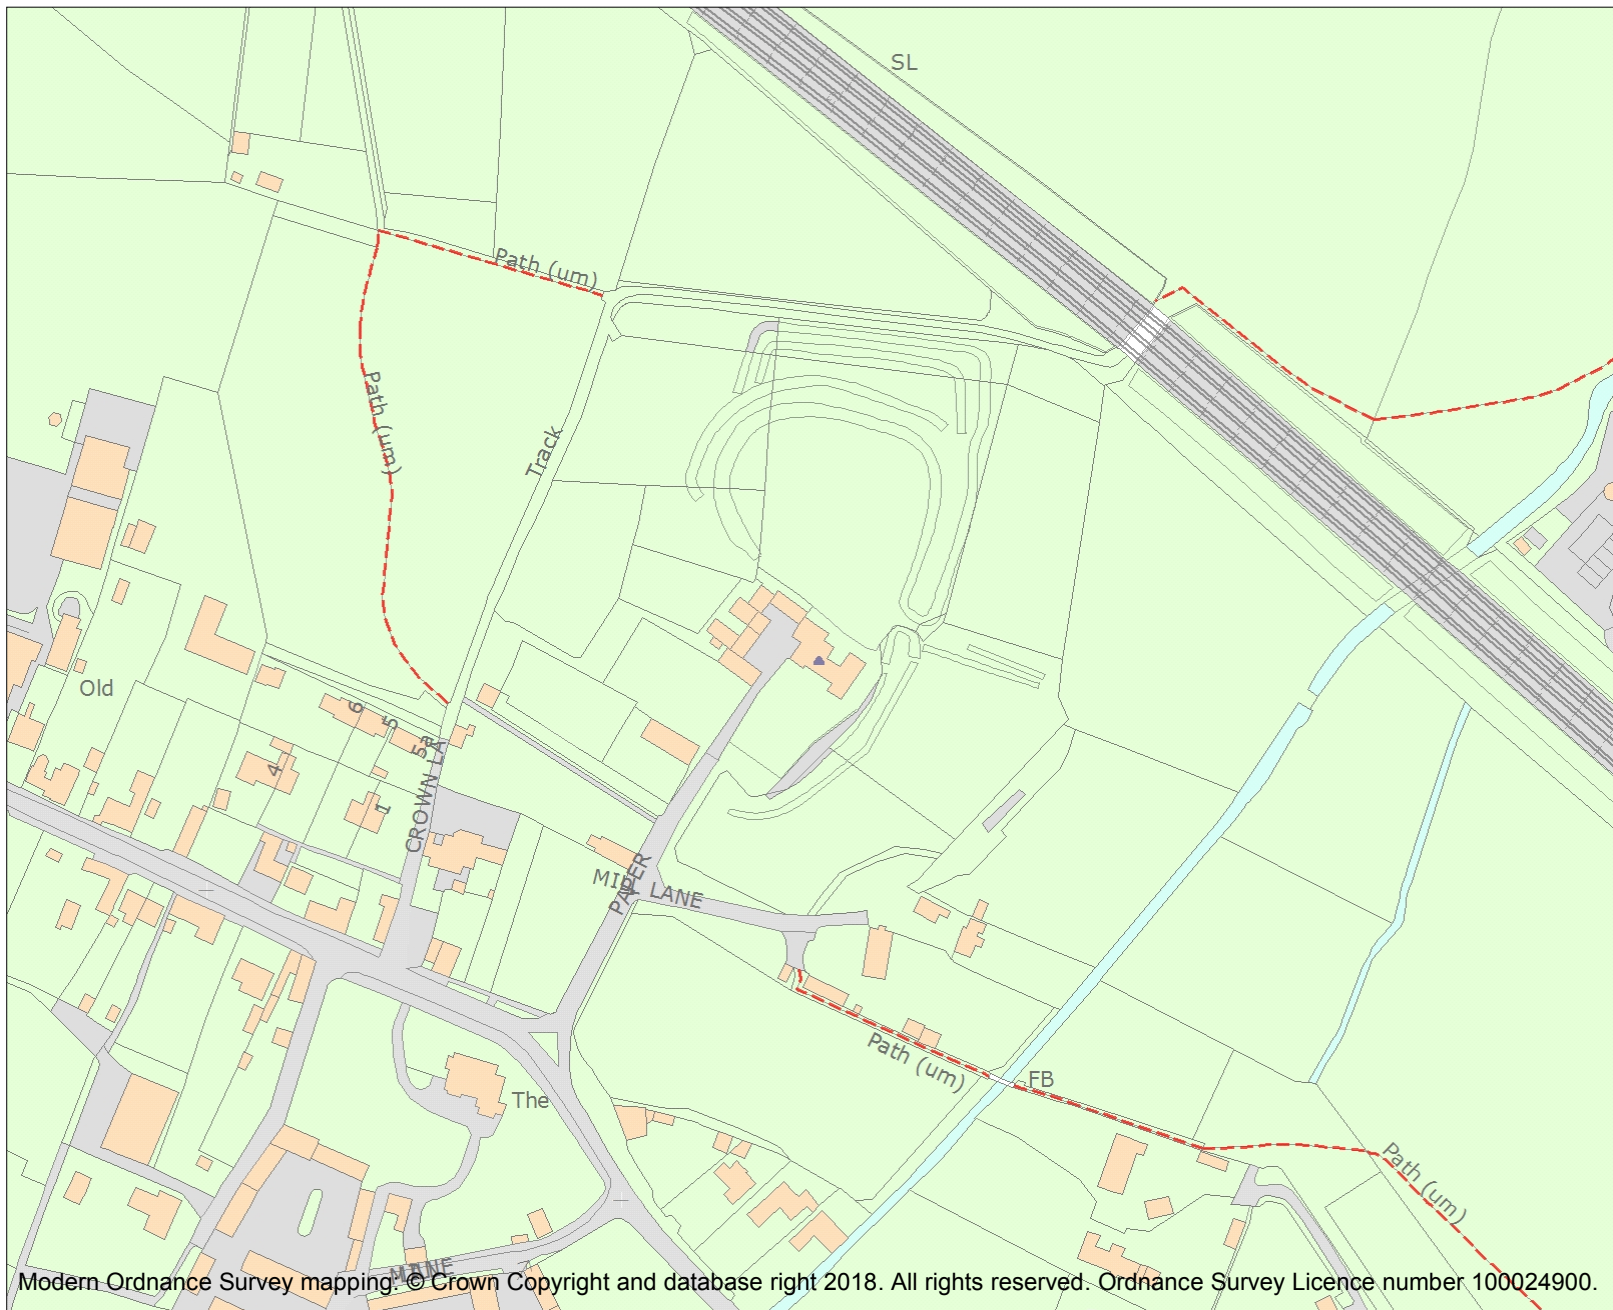 SL
Path (um)
Path (um)
Track
Old
6
5
5a
4
1
CROWN LA
PAPER
MILL LANE
Path (um)
FB
The
Path (um)
LANE
Modern Ordnance Survey mapping. © Crown Copyright and database right 2018. All rights reserved. Ordnance Survey Licence number 100024900.